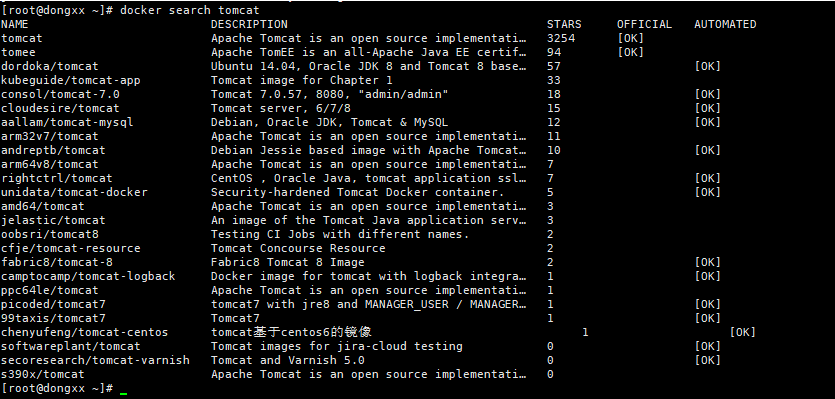 [root@dongxx ~]# docker search tomcat
NAME DESCRIPTION STARS OFFICIAL AUTOMATED
tomcat Apache Tomcat is an open source implementati… 3254 [OK]
tomee Apache TomEE is an all-Apache Java EE certif… 94 [OK]
dordoka/tomcat Ubuntu 14.04, Oracle JDK 8 and Tomcat 8 base… 57 [OK]
kubeguide/tomcat-app Tomcat image for Chapter 1 33
consol/tomcat-7.0 Tomcat 7.0.57, 8080, "admin/admin" 18 [OK]
cloudesire/tomcat Tomcat server, 6/7/8 15 [OK]
aallam/tomcat-mysql Debian, Oracle JDK, Tomcat & MySQL 12 [OK]
arm32v7/tomcat Apache Tomcat is an open source implementati… 11
andreptb/tomcat Debian Jessie based image with Apache Tomcat… 10 [OK]
arm64v8/tomcat Apache Tomcat is an open source implementati… 7
rightctrl/tomcat CentOS , Oracle Java, tomcat application ssl… 7 [OK]
unidata/tomcat-docker Security-hardened Tomcat Docker container. 5 [OK]
amd64/tomcat Apache Tomcat is an open source implementati… 3
jelastic/tomcat An image of the Tomcat Java application serv… 3
oobsri/tomcat8 Testing CI Jobs with different names. 2
cfje/tomcat-resource Tomcat Concourse Resource 2
fabric8/tomcat-8 Fabric8 Tomcat 8 Image 2 [OK]
camptocamp/tomcat-logback Docker image for tomcat with logback integra… 1 [OK]
ppc64le/tomcat Apache Tomcat is an open source implementati… 1
picoded/tomcat7 tomcat7 with jre8 and MANAGER_USER / MANAGER… 1 [OK]
99taxis/tomcat7 Tomcat7 1 [OK]
chenyufeng/tomcat-centos tomcat基于centos6的镜像 1 [OK]
softwareplant/tomcat Tomcat images for jira-cloud testing 0 [OK]
secoresearch/tomcat-varnish Tomcat and Varnish 5.0 0 [OK]
s390x/tomcat Apache Tomcat is an open source implementati… 0
[root@dongxx ~]#